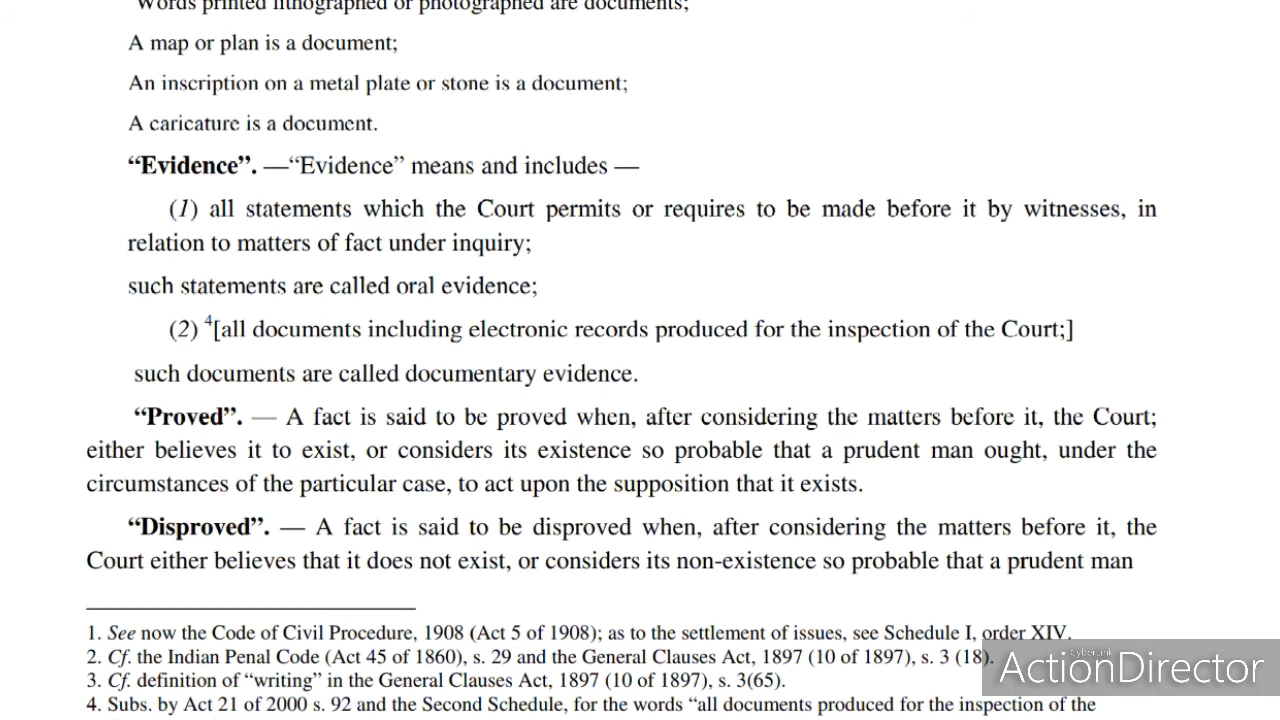 Words printed lithographed or photographed are documents;
A map or plan is a document;
An inscription on a metal plate or stone is a document;
A caricature is a document.
“Evidence”. —“Evidence” means and includes —
(1) all statements which the Court permits or requires to be made before it by witnesses, in
relation to matters of fact under inquiry;
such statements are called oral evidence;
(2) 4[all documents including electronic records produced for the inspection of the Court;]
such documents are called documentary evidence.
“Proved”. — A fact is said to be proved when, after considering the matters before it, the Court;
either believes it to exist, or considers its existence so probable that a prudent man ought, under the
circumstances of the particular case, to act upon the supposition that it exists.
“Disproved”. — A fact is said to be disproved when, after considering the matters before it, the
Court either believes that it does not exist, or considers its non-existence so probable that a prudent man
1. See now the Code of Civil Procedure, 1908 (Act 5 of 1908); as to the settlement of issues, see Schedule I, order XIV.
2. Cf. the Indian Penal Code (Act 45 of 1860), s. 29 and the General Clauses Act, 1897 (10 of 1897), s. 3 (18).
3. Cf. definition of “writing” in the General Clauses Act, 1897 (10 of 1897), s. 3(65).
4. Subs. by Act 21 of 2000 s. 92 and the Second Schedule, for the words “all documents produced for the inspection of the
CyberLink
ActionDirector